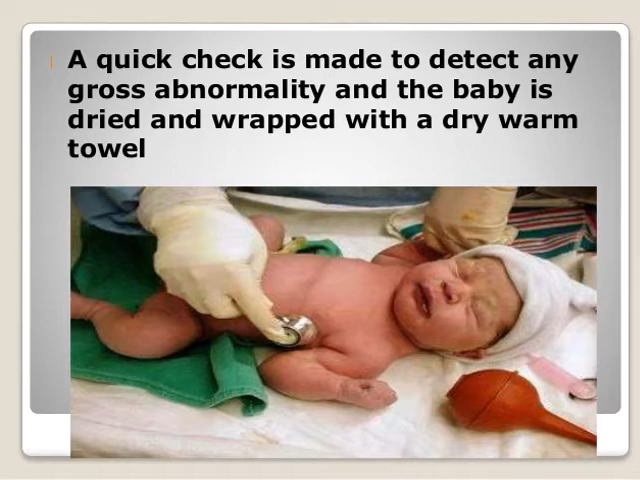 A quick check is made to detect any
gross abnormality and the baby is
dried and wrapped with a dry warm
towel